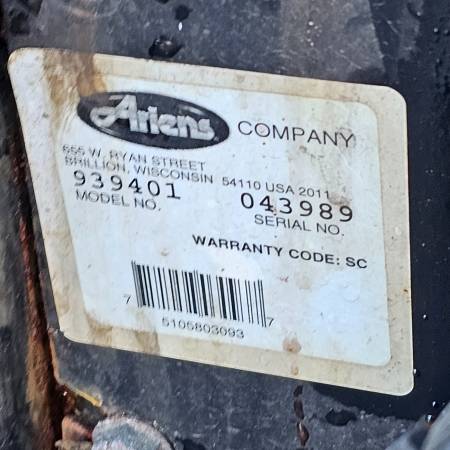 Ariens COMPANY
655 W. RYAN STREET
BRILLION, WISCONSIN 54110 USA 2011
939401 043989
MODEL NO. SERIAL NO.
WARRANTY CODE: SC
7 5105803093 7